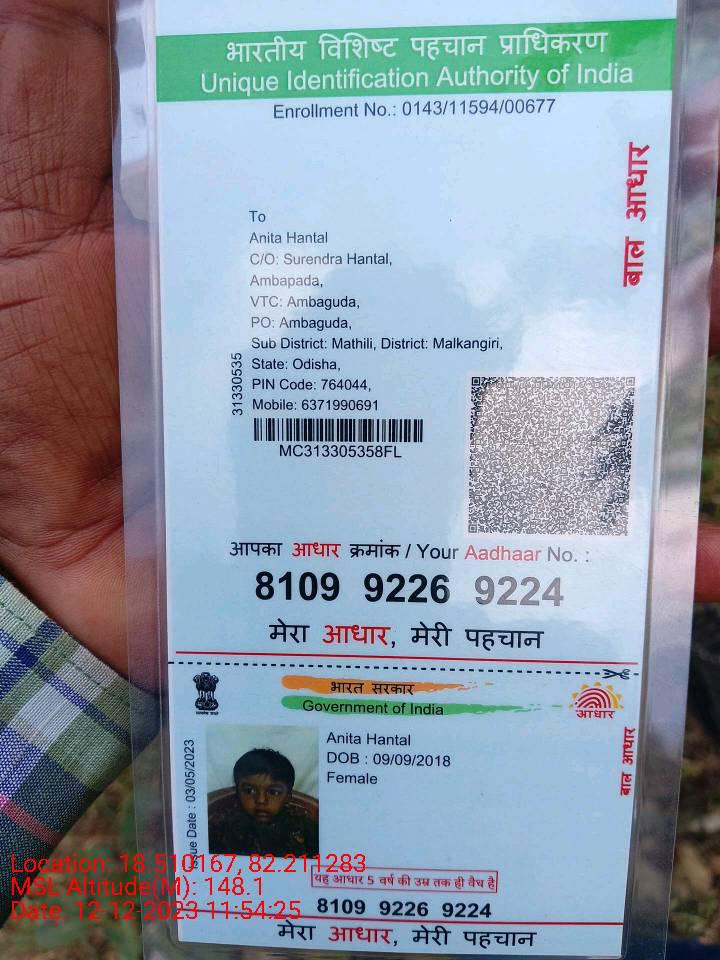 भारतीय विशिष्ट पहचान प्राधिकरण
Unique Identification Authority of India
Enrollment No.: 0143/11594/00677
बाल आधार
To
Anita Hantal
C/O: Surendra Hantal,
Ambapada,
VTC: Ambaguda,
PO: Ambaguda,
Sub District: Mathili, District: Malkangiri,
State: Odisha,
PIN Code: 764044,
Mobile: 6371990691
31330535
MC313305358FL
आपका आधार क्रमांक / Your Aadhaar No. :
8109 9226 9224
मेरा आधार, मेरी पहचान
भारत सरकार
Government of India
आधार
बाल आधार
Anita Hantal
DOB : 09/09/2018
Female
Date : 03/05/2023
यह आधार 5 वर्ष की उम्र तक ही वैध है
8109 9226 9224
मेरा आधार, मेरी पहचान
Location: 18.510167, 82.211283
MSL Altitude(M): 148.1
Date: 12-12-2023 11:54:25